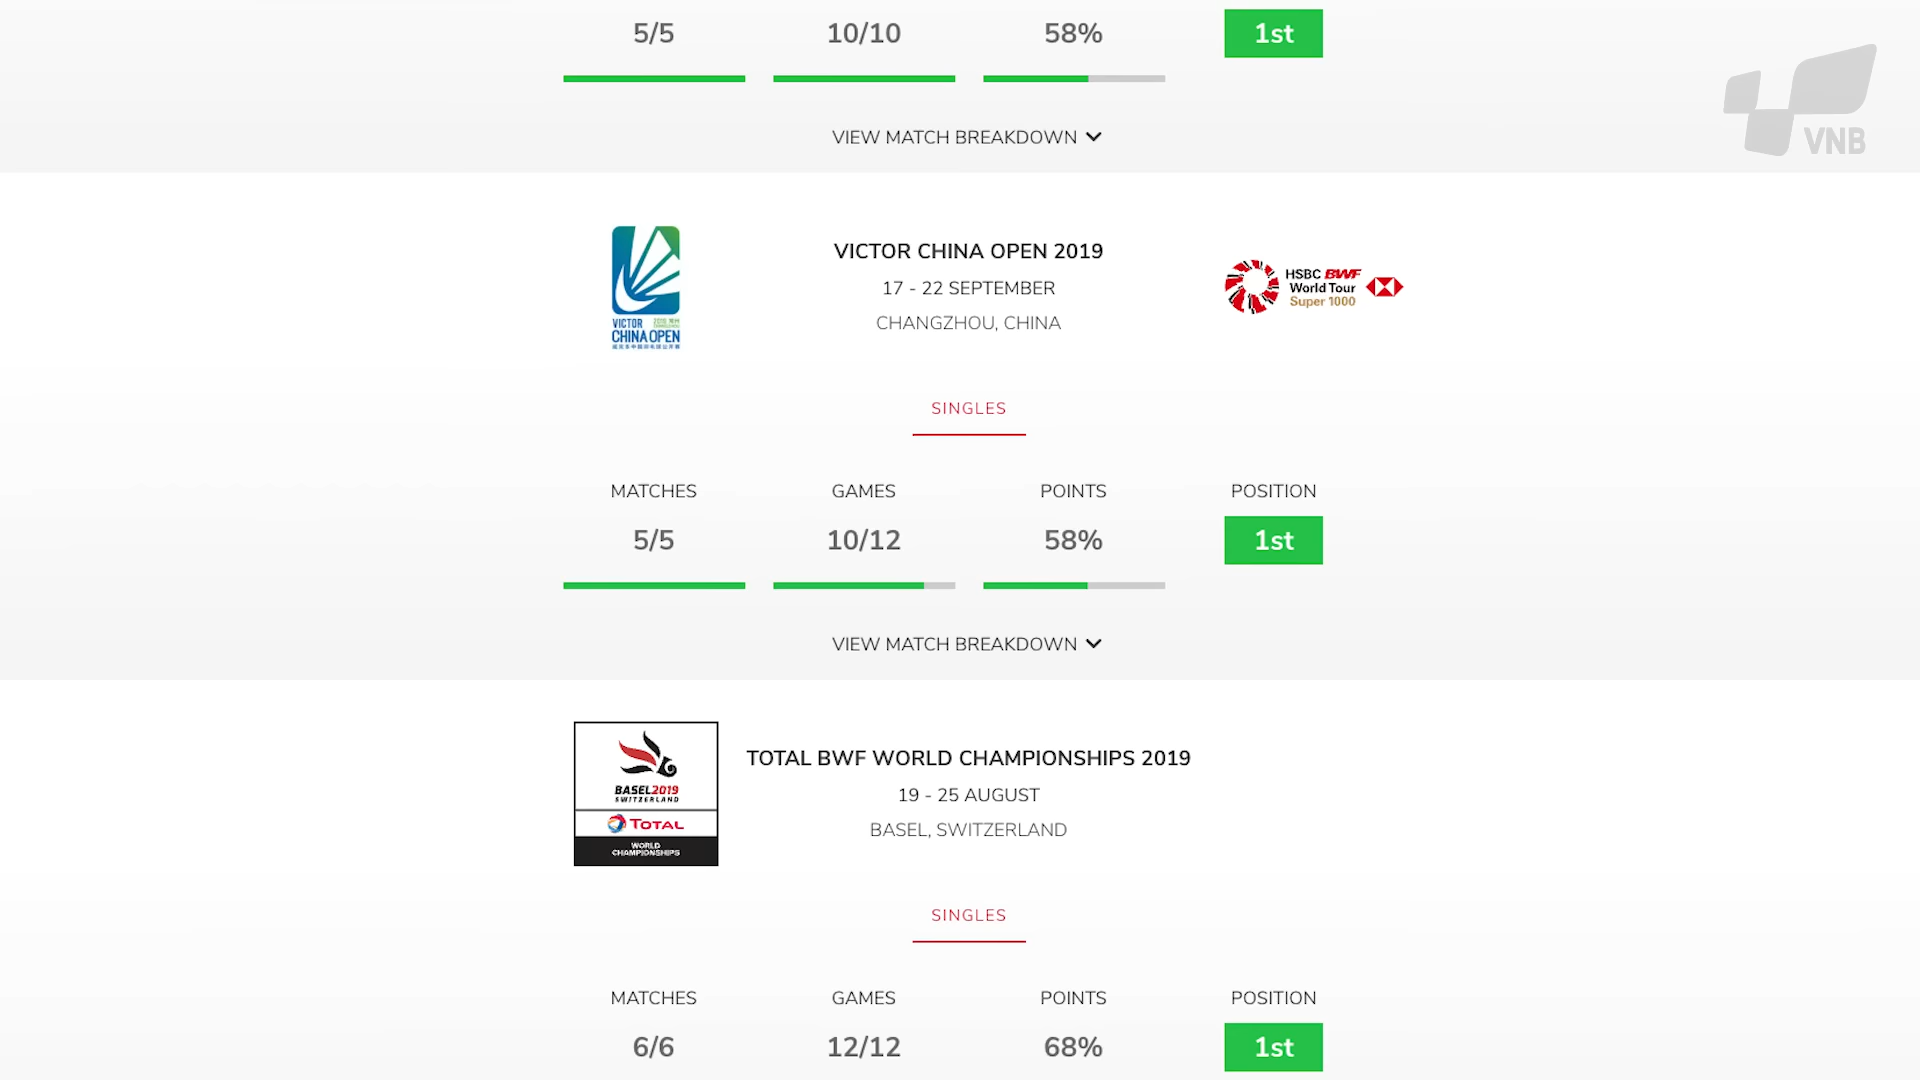 5/5 10/10 58% 1st
VIEW MATCH BREAKDOWN
VNB
VICTOR
CHINA OPEN
VICTOR CHINA OPEN 2019
17 - 22 SEPTEMBER
CHANGZHOU, CHINA
HSBC BWF
World Tour
Super 1000
SINGLES
MATCHES GAMES POINTS POSITION
5/5 10/12 58% 1st
VIEW MATCH BREAKDOWN
BASEL2019
SWITZERLAND
TOTAL
WORLD
CHAMPIONSHIPS
TOTAL BWF WORLD CHAMPIONSHIPS 2019
19 - 25 AUGUST
BASEL, SWITZERLAND
SINGLES
MATCHES GAMES POINTS POSITION
6/6 12/12 68% 1st